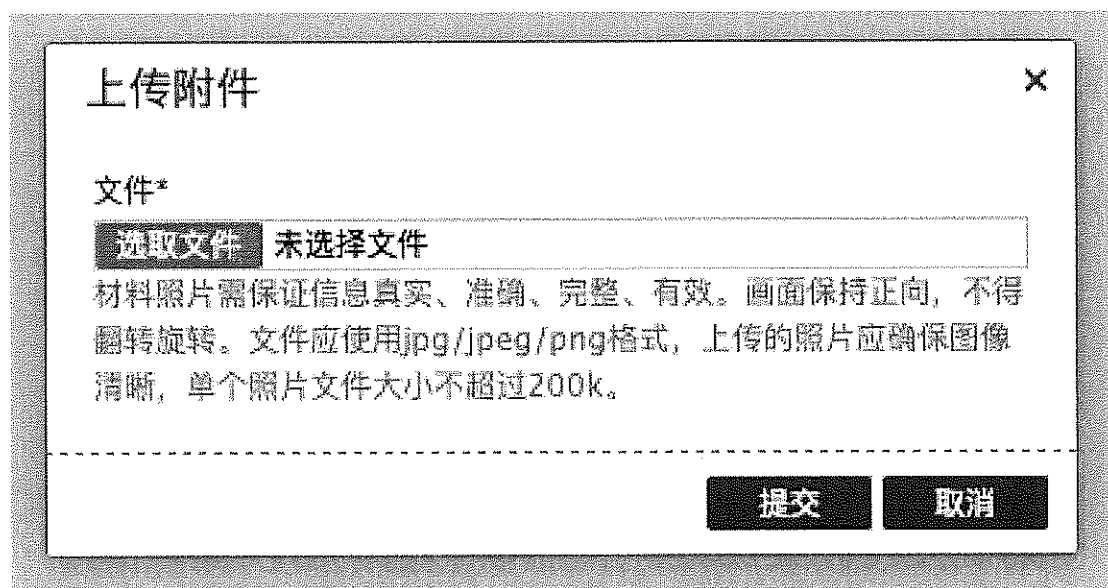 上传附件
×
文件*
选取文件 未选择文件
材料照片需保证信息真实、准确、完整、有效。画面保持正向，不得
翻转旋转。文件应使用jpg/jpeg/png格式，上传的照片应确保图像
清晰，单个照片文件大小不超过200k。
提交 取消